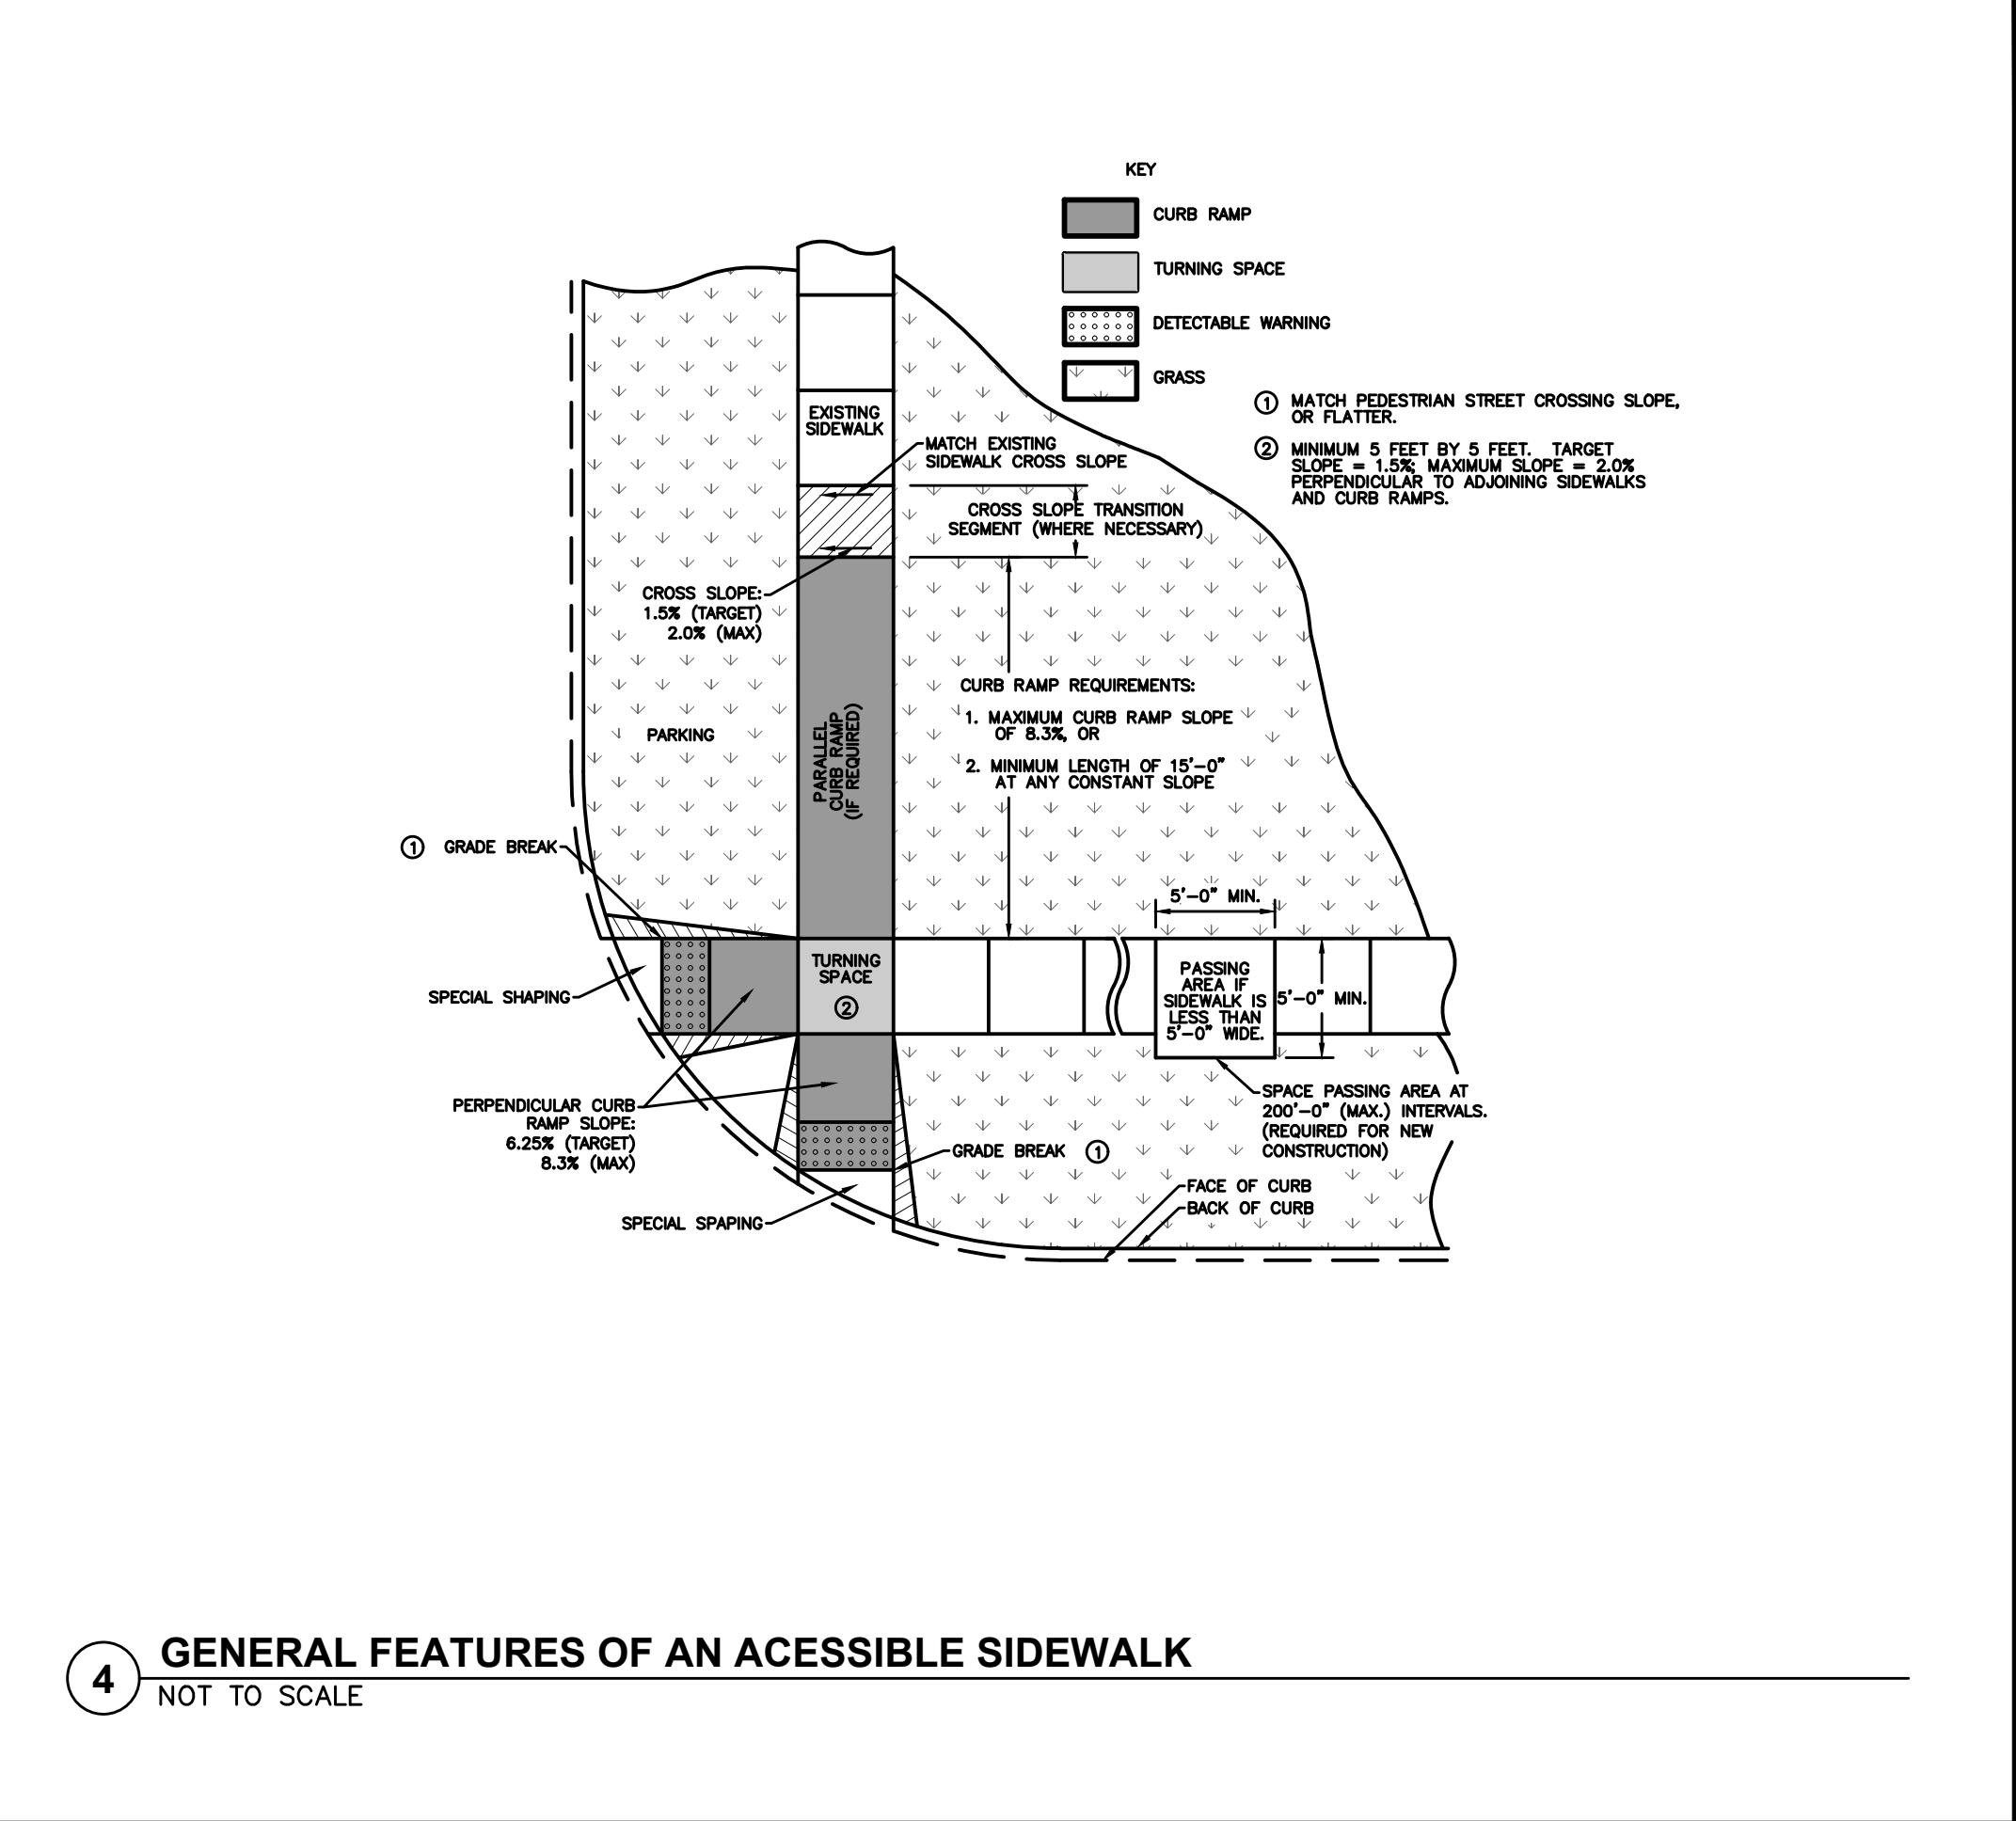 KEY
CURB RAMP
TURNING SPACE
DETECTABLE WARNING
GRASS
1 MATCH PEDESTRIAN STREET CROSSING SLOPE,
OR FLATTER.
2 MINIMUM 5 FEET BY 5 FEET. TARGET
SLOPE = 1.5%; MAXIMUM SLOPE = 2.0%
PERPENDICULAR TO ADJOINING SIDEWALKS
AND CURB RAMPS.
EXISTING
SIDEWALK
MATCH EXISTING
SIDEWALK CROSS SLOPE
CROSS SLOPE TRANSITION
SEGMENT (WHERE NECESSARY)
CROSS SLOPE:
1.5% (TARGET)
2.0% (MAX)
CURB RAMP REQUIREMENTS:
1. MAXIMUM CURB RAMP SLOPE
OF 8.3%, OR
2. MINIMUM LENGTH OF 15'-0"
AT ANY CONSTANT SLOPE
PARALLEL
CURB RAMP
(IF REQUIRED)
PARKING
1 GRADE BREAK
5'-0" MIN.
TURNING
SPACE
2
PASSING
AREA IF
SIDEWALK IS
LESS THAN
5'-0" WIDE.
5'-0" MIN.
SPECIAL SHAPING
PERPENDICULAR CURB
RAMP SLOPE:
6.25% (TARGET)
8.3% (MAX)
SPACE PASSING AREA AT
200'-0" (MAX.) INTERVALS.
(REQUIRED FOR NEW
CONSTRUCTION)
GRADE BREAK 1
FACE OF CURB
BACK OF CURB
SPECIAL SPAPING
4
GENERAL FEATURES OF AN ACESSIBLE SIDEWALK
NOT TO SCALE